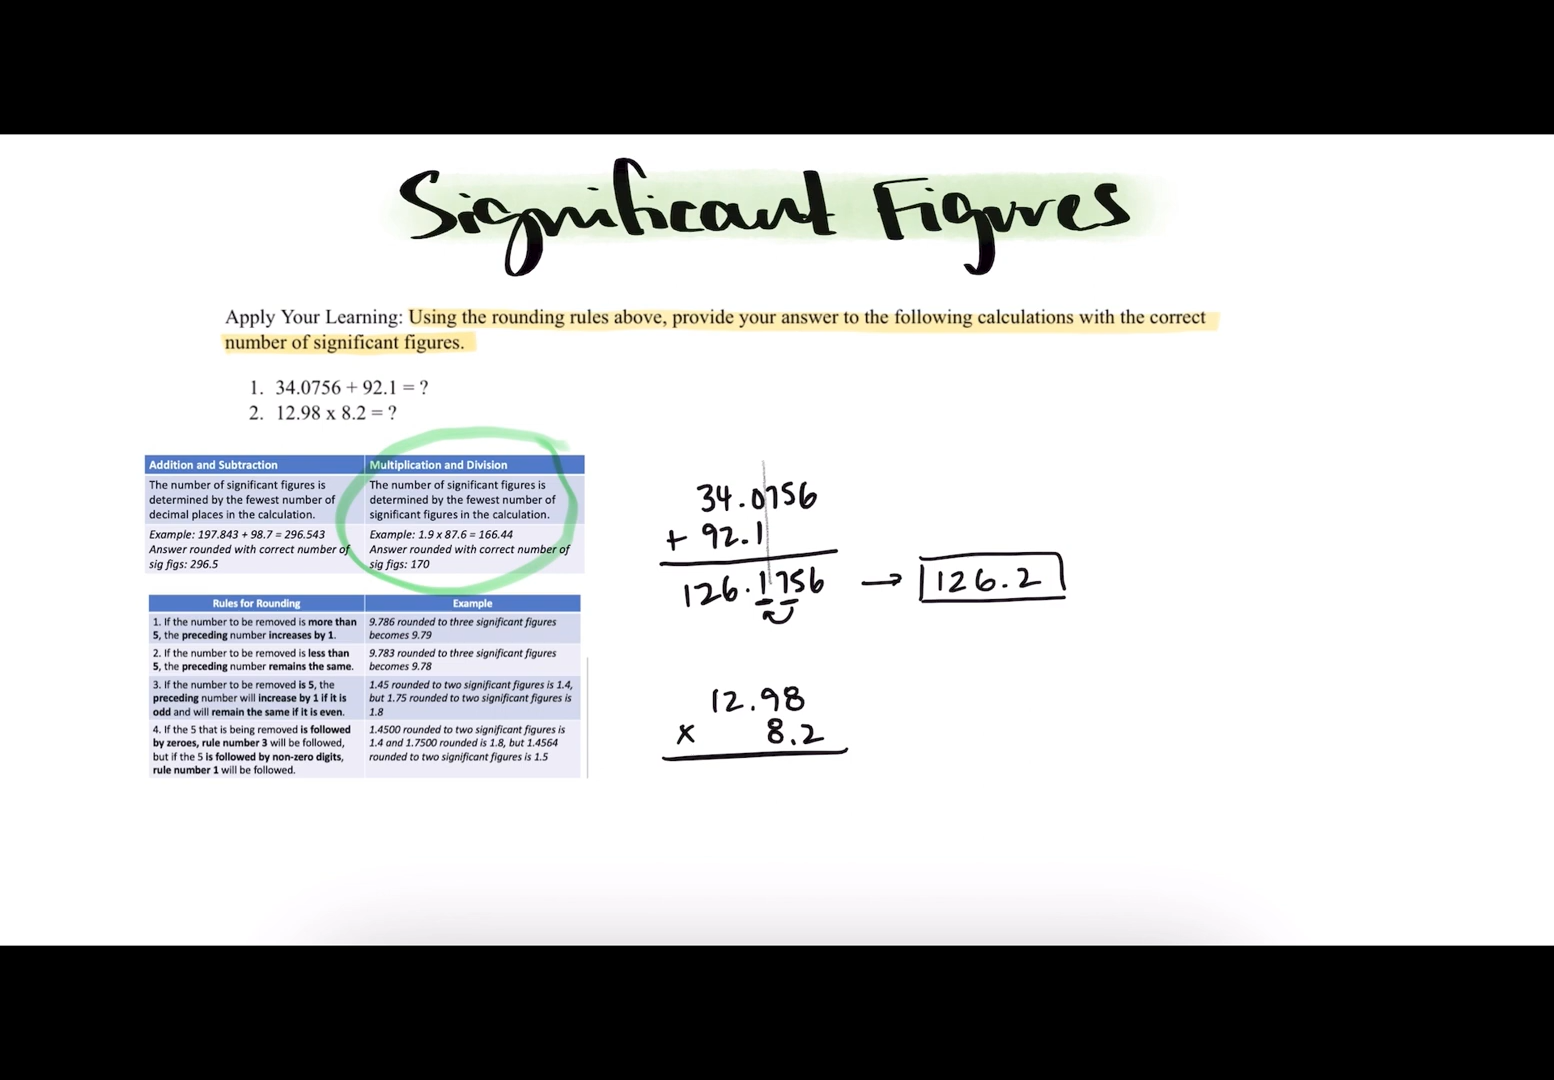 Significant Figures
Apply Your Learning: Using the rounding rules above, provide your answer to the following calculations with the correct
number of significant figures.
1. 34.0756 + 92.1 = ?
2. 12.98 x 8.2 = ?
Addition and Subtraction
The number of significant figures is
determined by the fewest number of
decimal places in the calculation.
Example: 197.843 + 98.7 = 296.543
Answer rounded with correct number of
sig figs: 296.5
Multiplication and Division
The number of significant figures is
determined by the fewest number of
significant figures in the calculation.
Example: 1.9 x 87.6 = 166.44
Answer rounded with correct number of
sig figs: 170
Rules for Rounding
Example
1. If the number to be removed is more than
5, the preceding number increases by 1.
9.786 rounded to three significant figures
becomes 9.79
2. If the number to be removed is less than
5, the preceding number remains the same.
9.783 rounded to three significant figures
becomes 9.78
3. If the number to be removed is 5, the
preceding number will increase by 1 if it is
odd and will remain the same if it is even.
1.45 rounded to two significant figures is 1.4,
but 1.75 rounded to two significant figures is
1.8
4. If the 5 that is being removed is followed
by zeroes, rule number 3 will be followed,
but if the 5 is followed by non-zero digits,
rule number 1 will be followed.
1.4500 rounded to two significant figures is
1.4 and 1.7500 rounded is 1.8, but 1.4564
rounded to two significant figures is 1.5
34.0756
+ 92.1
126.1756 → 126.2
12.98
x 8.2